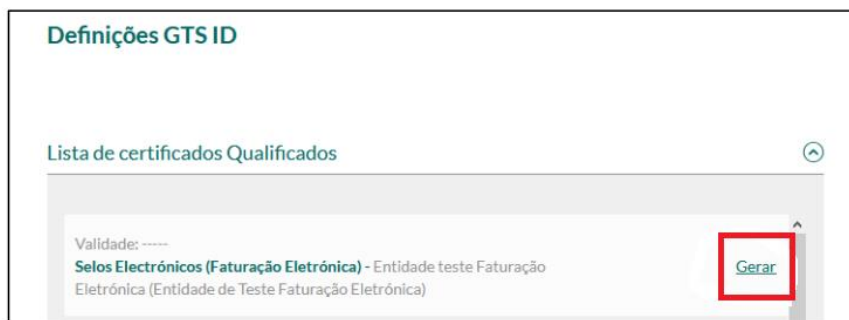 Definições GTS ID
Lista de certificados Qualificados
Validade: -----
Selos Electrónicos (Faturação Eletrónica) - Entidade teste Faturação
Eletrónica (Entidade de Teste Faturação Eletrónica)
Gerar